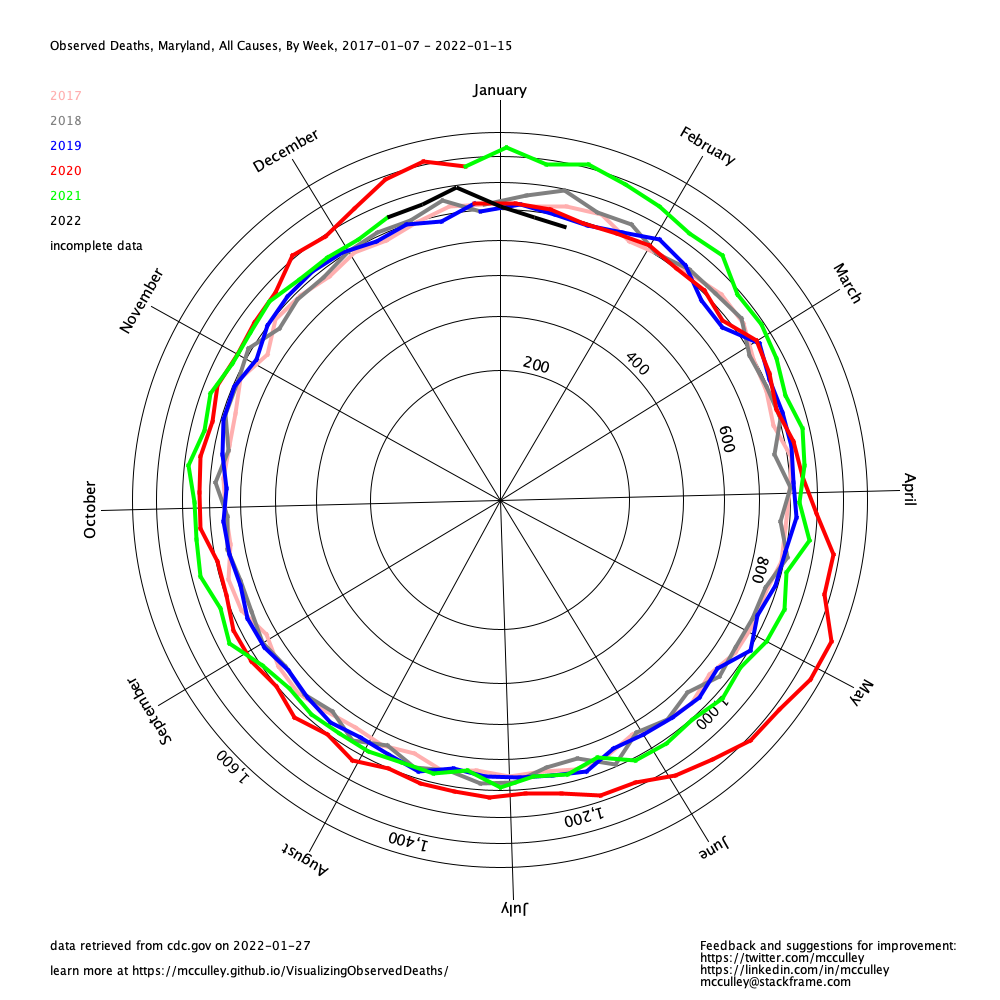 Observed Deaths, Maryland, All Causes, By Week, 2017-01-07 - 2022-01-15
2017
2018
2019
2020
2021
2022
incomplete data
January
February
March
April
May
June
July
August
September
October
November
December
200
400
600
800
1,000
1,200
1,400
1,600
data retrieved from cdc.gov on 2022-01-27
learn more at https://mcculley.github.io/VisualizingObservedDeaths/
Feedback and suggestions for improvement:
https://twitter.com/mcculley
https://linkedin.com/in/mcculley
mcculley@stackframe.com